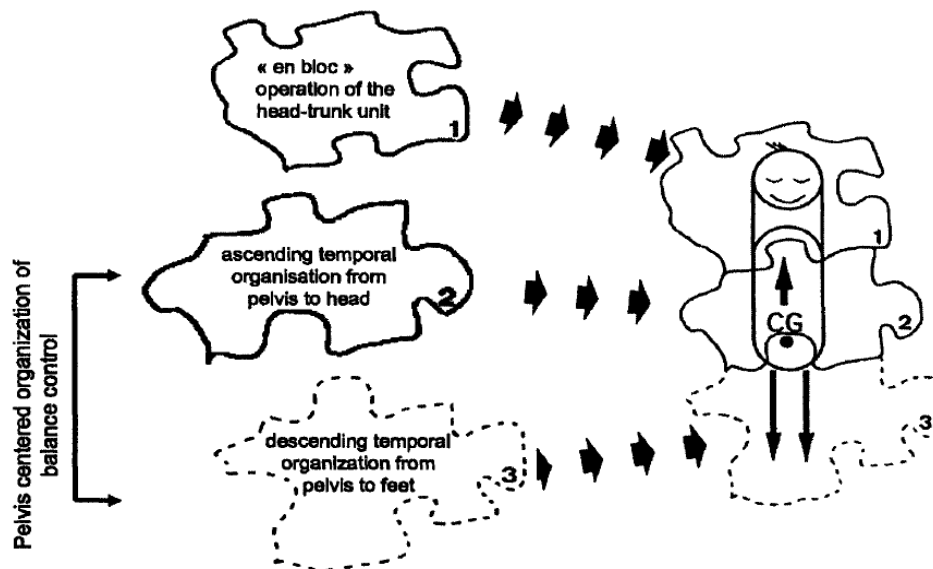 « en bloc »
operation of the
head-trunk unit
1
ascending temporal
organisation from
pelvis to head
2
descending temporal
organization from
pelvis to feet
3
Pelvis centered organization of
balance control
1
CG
2
3